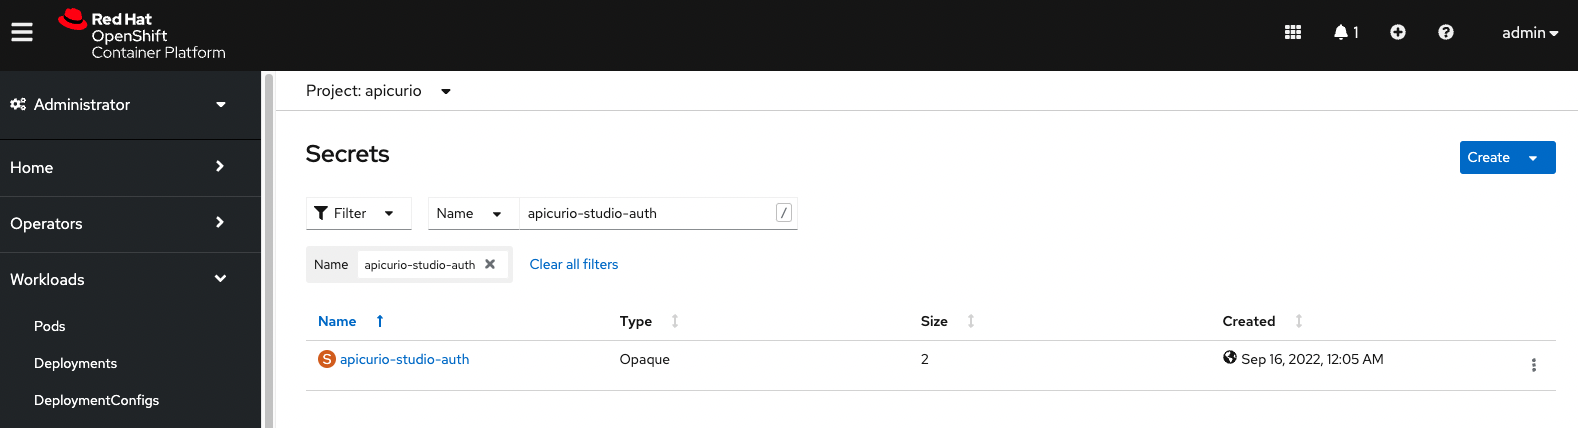 Red Hat
OpenShift
Container Platform
1
admin
Administrator
Home
Operators
Workloads
Pods
Deployments
DeploymentConfigs
Project: apicurio
Secrets
Create
Filter
Name
apicurio-studio-auth
/
Name apicurio-studio-auth
Clear all filters
Name Type Size Created
S apicurio-studio-auth Opaque 2 Sep 16, 2022, 12:05 AM